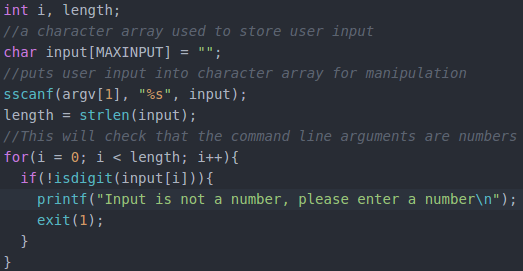 int i, length;
//a character array used to store user input
char input[MAXINPUT] = "";
//puts user input into character array for manipulation
sscanf(argv[1], "%s", input);
length = strlen(input);
//This will check that the command line arguments are numbers
for(i = 0; i < length; i++){
  if(!isdigit(input[i])){
    printf("Input is not a number, please enter a number\n");
    exit(1);
  }
}